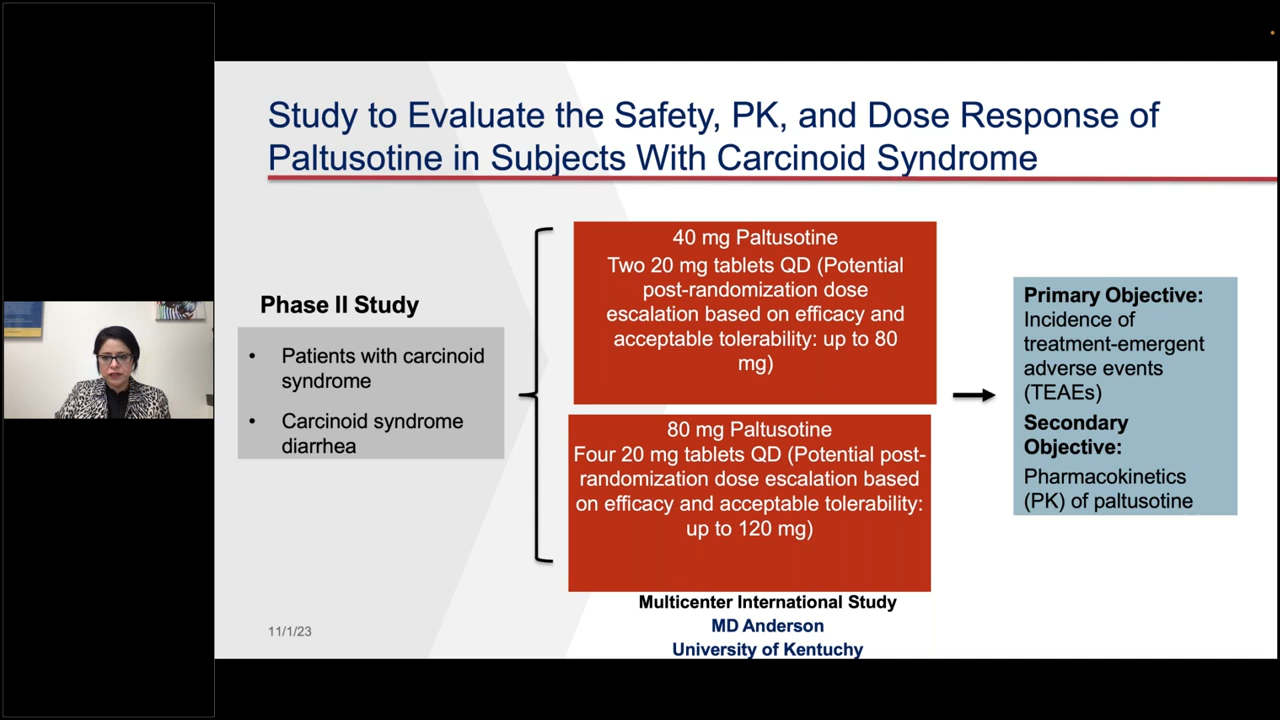 Study to Evaluate the Safety, PK, and Dose Response of
Paltusotine in Subjects With Carcinoid Syndrome
Phase II Study
• Patients with carcinoid
syndrome
• Carcinoid syndrome
diarrhea
40 mg Paltusotine
Two 20 mg tablets QD (Potential
post-randomization dose
escalation based on efficacy and
acceptable tolerability: up to 80
mg)
80 mg Paltusotine
Four 20 mg tablets QD (Potential post-
randomization dose escalation based
on efficacy and acceptable tolerability:
up to 120 mg)
Primary Objective:
Incidence of
treatment-emergent
adverse events
(TEAEs)
Secondary
Objective:
Pharmacokinetics
(PK) of paltusotine
Multicenter International Study
MD Anderson
University of Kentuchy
11/1/23